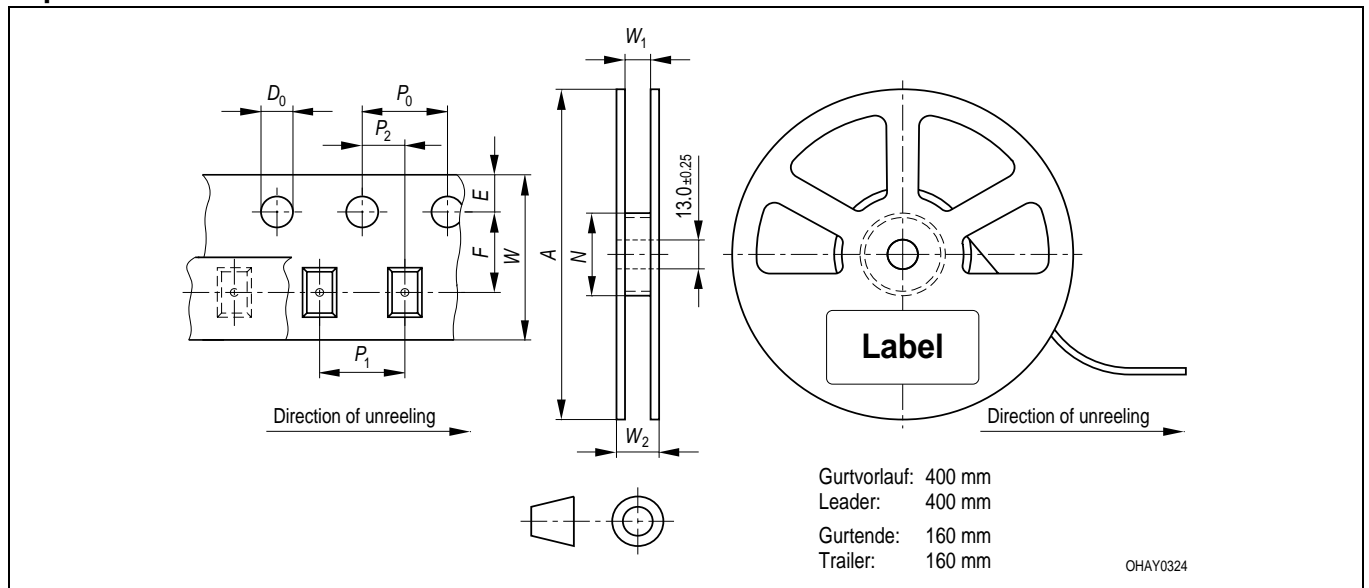 W₁
D₀
P₀
P₂
E
F
W
A
N
13.0±0.25
P₁
Label
Direction of unreeling
W₂
Direction of unreeling
Gurtvorlauf: 400 mm
Leader: 400 mm
Gurtende: 160 mm
Trailer: 160 mm
OHAY0324